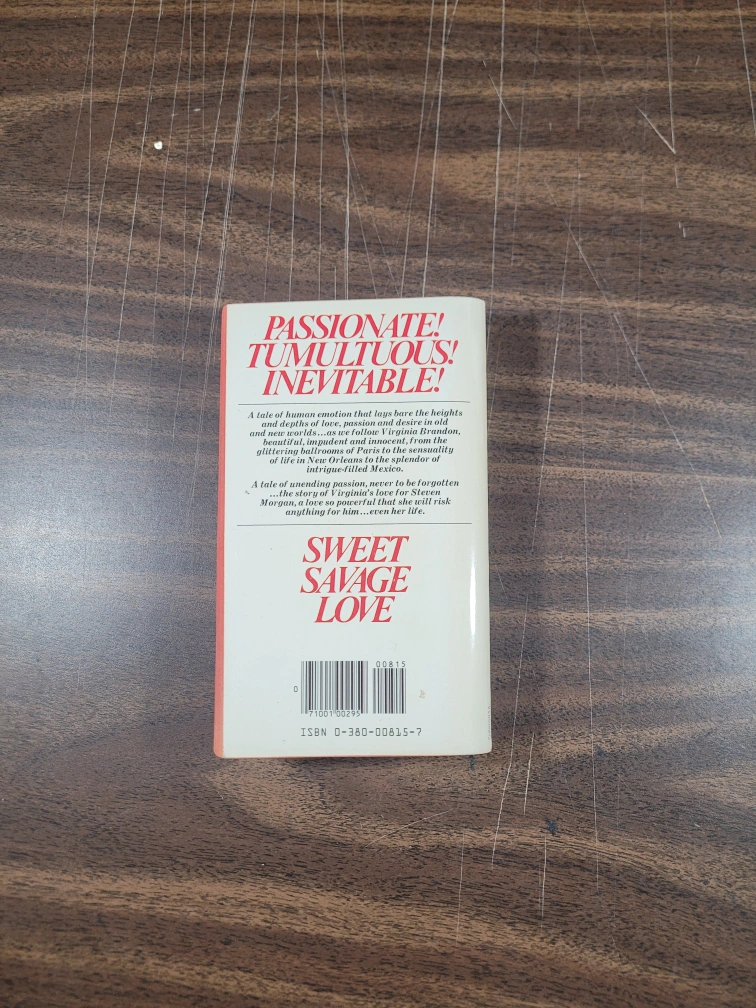 PASSIONATE!
TUMULTUOUS!
INEVITABLE!
A tale of human emotion that lays bare the heights
and depths of love, passion and desire in old
and new worlds...as we follow Virginia Brandon,
beautiful, impudent and innocent, from the
glittering ballrooms of Paris to the sensuality
of life in New Orleans to the splendor of
intrigue-filled Mexico.
A tale of unending passion, never to be forgotten
...the story of Virginia's love for Steven
Morgan, a love so powerful that she will risk
anything for him...even her life.
SWEET
SAVAGE
LOVE
00815
0
71001 00295
ISBN 0-380-00815-7